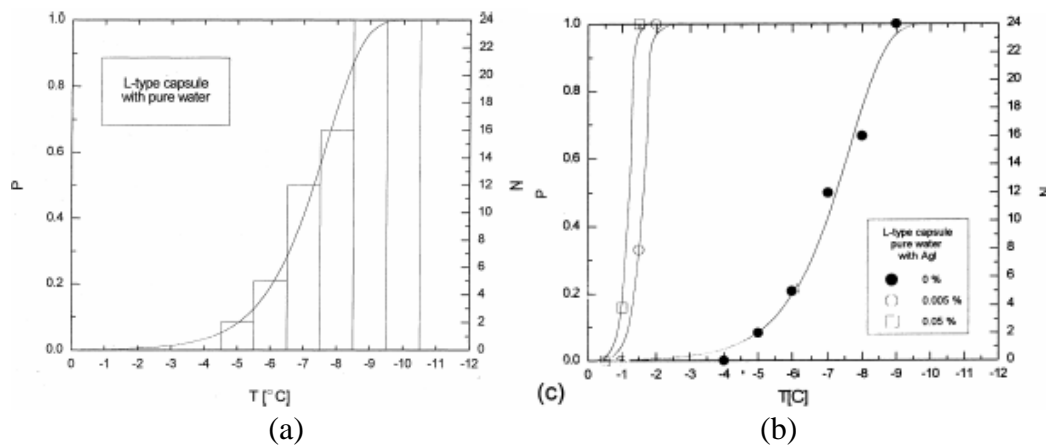 1.0
0.8
0.6
0.4
0.2
0.0
P
24
22
20
18
16
14
12
10
8
6
4
2
0
N
L-type capsule
with pure water
0 -1 -2 -3 -4 -5 -6 -7 -8 -9 -10 -11 -12
T [°C]
(a)
1.0
0.8
0.6
0.4
0.2
0.0
P
24
22
20
18
16
14
12
10
8
6
4
2
0
N
L-type capsule
pure water
with AgI
0 %
0.005 %
0.05 %
0 -1 -2 -3 -4 -5 -6 -7 -8 -9 -10 -11 -12
(c)
T[C]
(b)